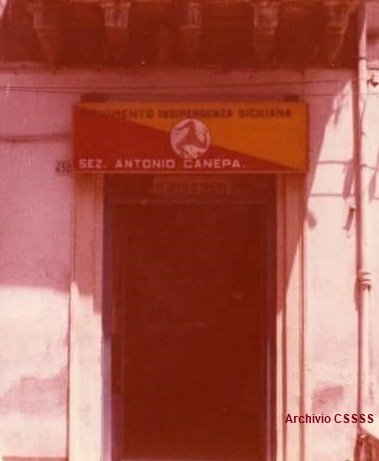 MOVIMENTO INDIPENDENZA SICILIANA
SEZ. ANTONIO CANEPA.
Archivio CSSSS